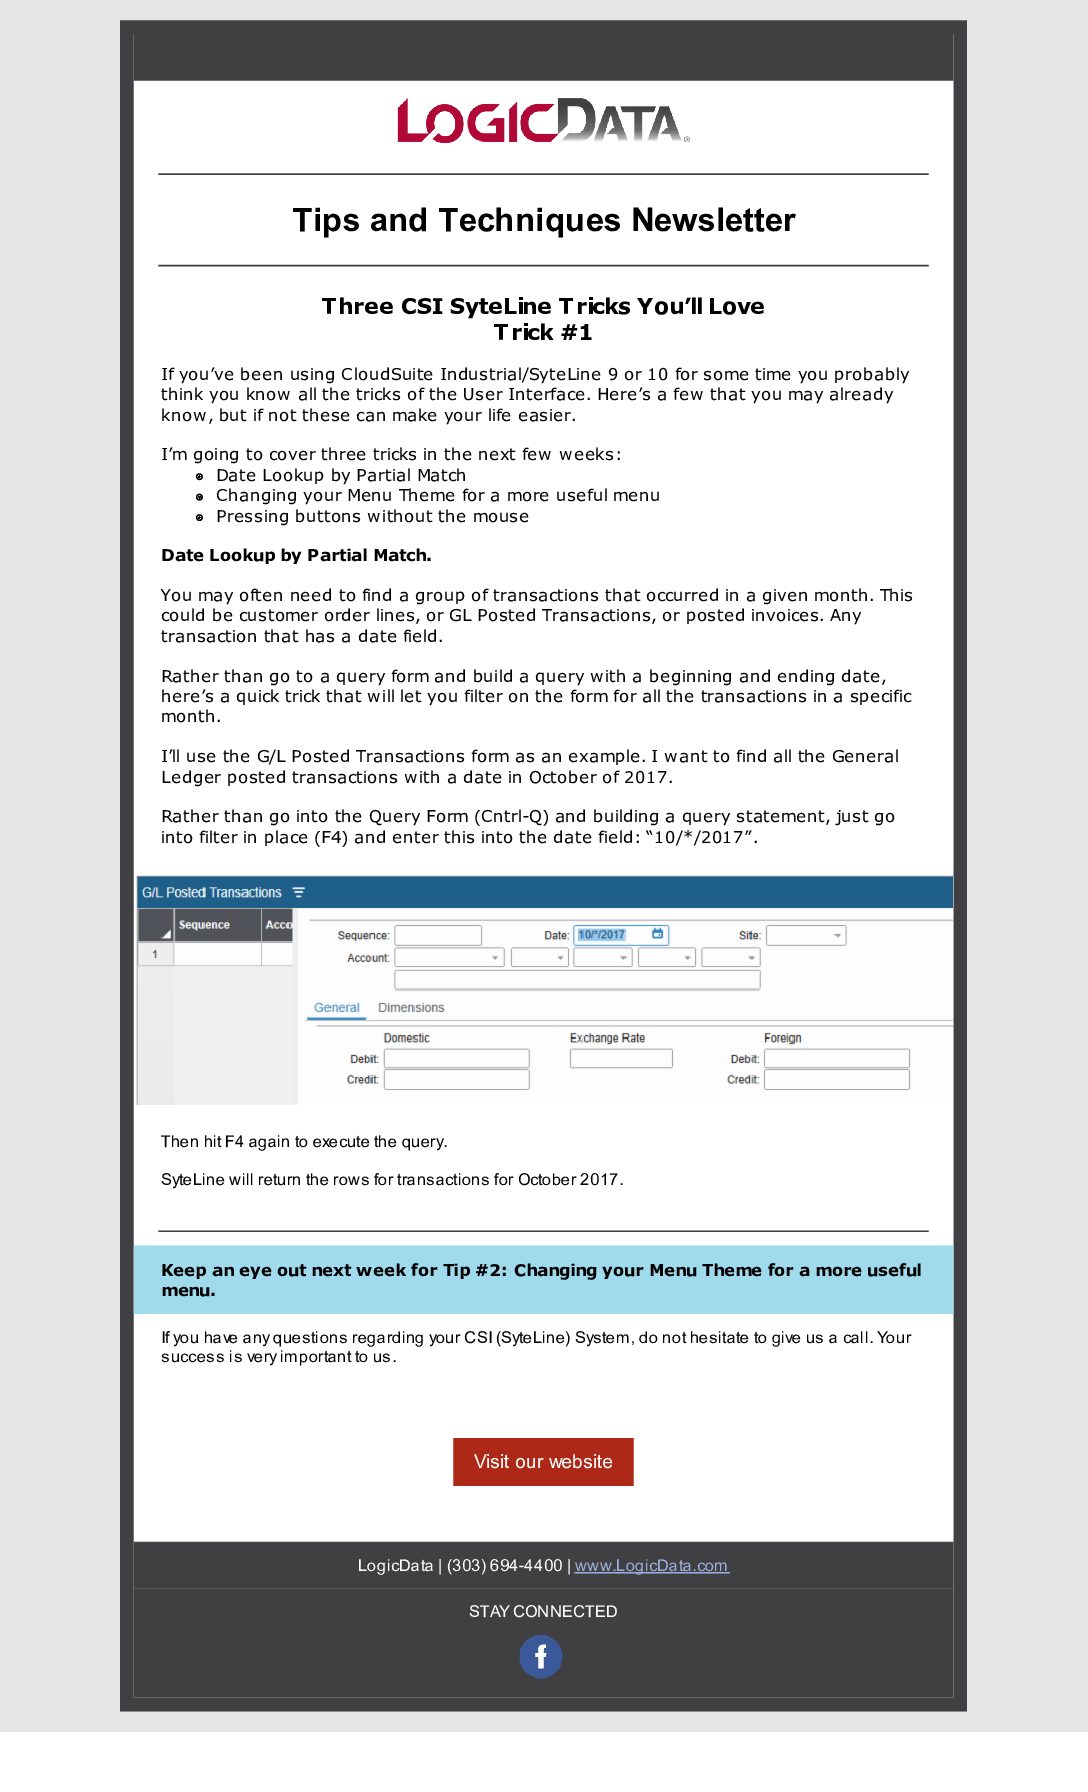 LOGICDATA®
Tips and Techniques Newsletter
Three CSI SyteLine Tricks You’ll Love
Trick #1
If you’ve been using CloudSuite Industrial/SyteLine 9 or 10 for some time you probably
think you know all the tricks of the User Interface. Here’s a few that you may already
know, but if not these can make your life easier.
I’m going to cover three tricks in the next few weeks:
Date Lookup by Partial Match
Changing your Menu Theme for a more useful menu
Pressing buttons without the mouse
Date Lookup by Partial Match.
You may often need to find a group of transactions that occurred in a given month. This
could be customer order lines, or GL Posted Transactions, or posted invoices. Any
transaction that has a date field.
Rather than go to a query form and build a query with a beginning and ending date,
here’s a quick trick that will let you filter on the form for all the transactions in a specific
month.
I’ll use the G/L Posted Transactions form as an example. I want to find all the General
Ledger posted transactions with a date in October of 2017.
Rather than go into the Query Form (Cntrl-Q) and building a query statement, just go
into filter in place (F4) and enter this into the date field: “10/*/2017”.
G/L Posted Transactions
Sequence Acco
1
Sequence: Date: 10/*/2017 Site:
Account:
General Dimensions
Domestic Exchange Rate Foreign
Debit: Debit:
Credit: Credit:
Then hit F4 again to execute the query.
SyteLine will return the rows for transactions for October 2017.
Keep an eye out next week for Tip #2: Changing your Menu Theme for a more useful
menu.
If you have any questions regarding your CSI (SyteLine) System, do not hesitate to give us a call. Your
success is very important to us.
Visit our website
LogicData | (303) 694-4400 | www.LogicData.com
STAY CONNECTED